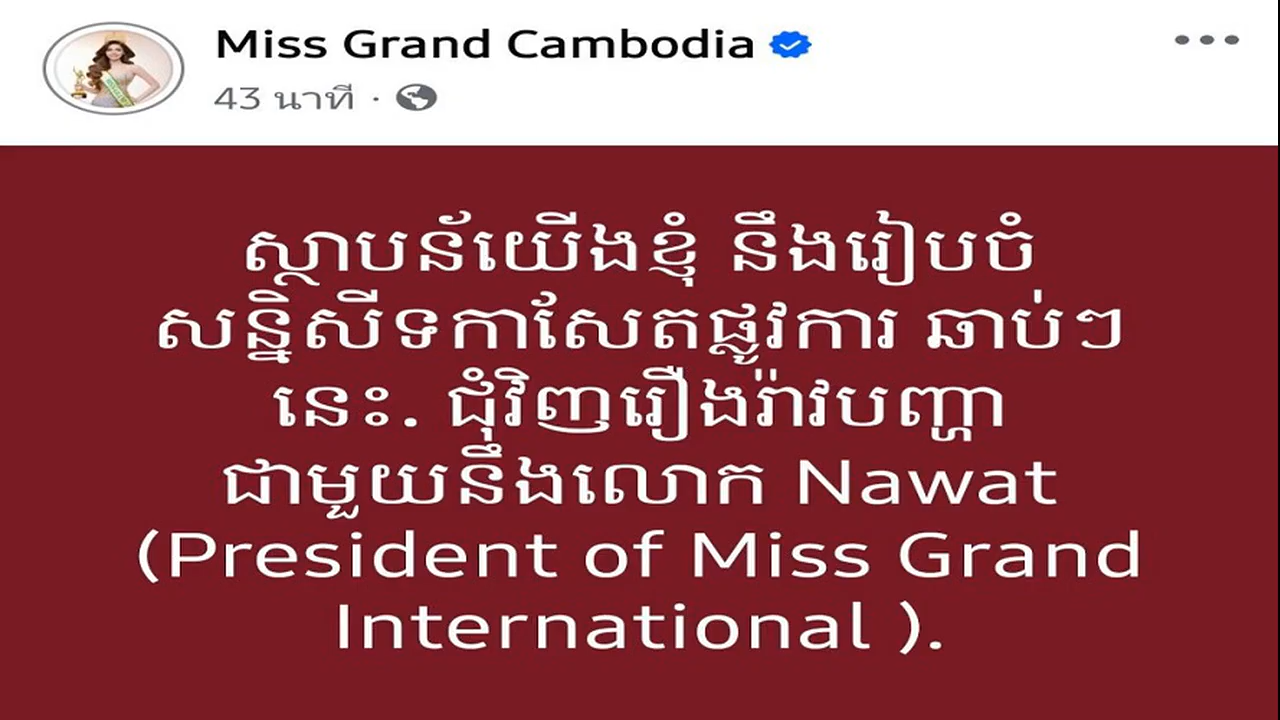 Miss Grand Cambodia
43 นาที ·
ស្ថាបន័យើងខ្ញុំ នឹងរៀបចំ
សន្និសីទកាសែតផ្លូវការ ឆាប់ៗ
នេះ. ជុំវិញរឿងរ៉ាវបញ្ហា
ជាមួយនឹងលោក Nawat
(President of Miss Grand
International ).